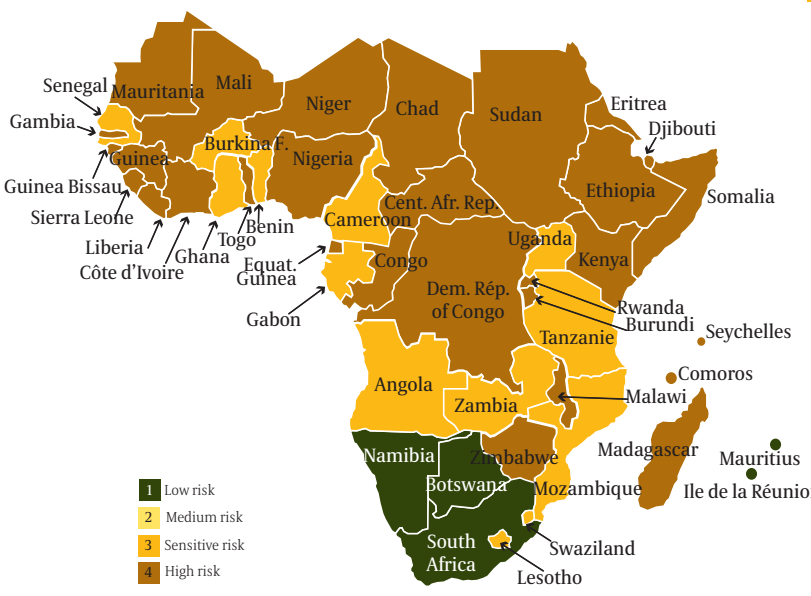 Senegal
Mauritania
Mali
Niger
Chad
Sudan
Eritrea
Djibouti
Gambia
Burkina F.
Guinea
Nigeria
Ethiopia
Somalia
Guinea Bissau
Sierra Leone
Liberia
Côte d'Ivoire
Ghana
Togo
Benin
Cameroon
Cent. Afr. Rep.
Uganda
Kenya
Equat.
Guinea
Congo
Dem. Rép.
of Congo
Gabon
Rwanda
Burundi
Seychelles
Tanzanie
Comoros
Angola
Zambia
Malawi
Namibia
Zimbabwe
Madagascar
Mauritius
Botswana
Mozambique
Ile de la Réunio
South
Africa
Swaziland
Lesotho
1 Low risk
2 Medium risk
3 Sensitive risk
4 High risk